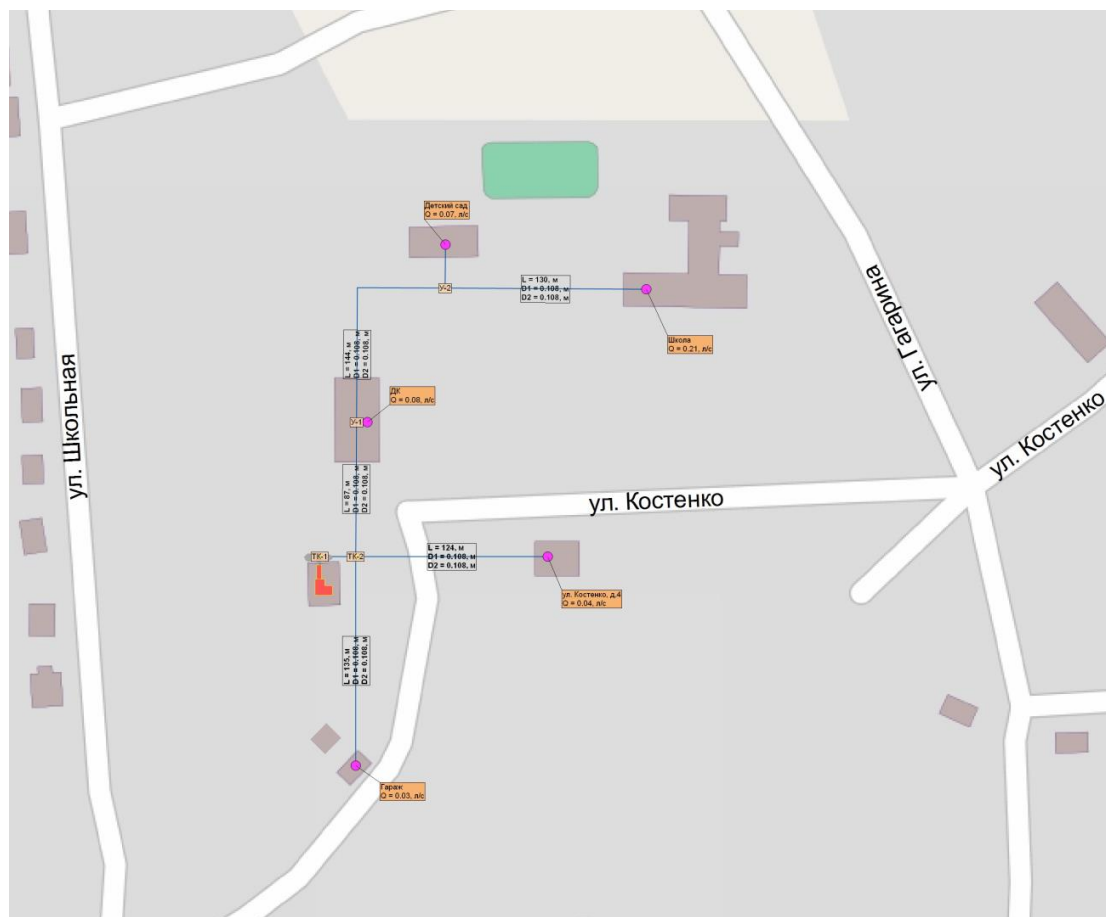 Детский сад
Q = 0.07, л/с
L = 130, м
D1 = 0.108, м
D2 = 0.108, м
У-2
ул. Гагарина
Школа
Q = 0.21, л/с
L = 144, м
D1 = 0.108, м
D2 = 0.108, м
ДК
Q = 0.08, л/с
У-1
ул. Школьная
ул. Костенко
L = 87, м
D1 = 0.108, м
D2 = 0.108, м
ул. Костенко
ТК-1
ТК-2
L = 124, м
D1 = 0.108, м
D2 = 0.108, м
ул. Костенко, д.4
Q = 0.04, л/с
L = 135, м
D1 = 0.108, м
D2 = 0.108, м
Гараж
Q = 0.03, л/с